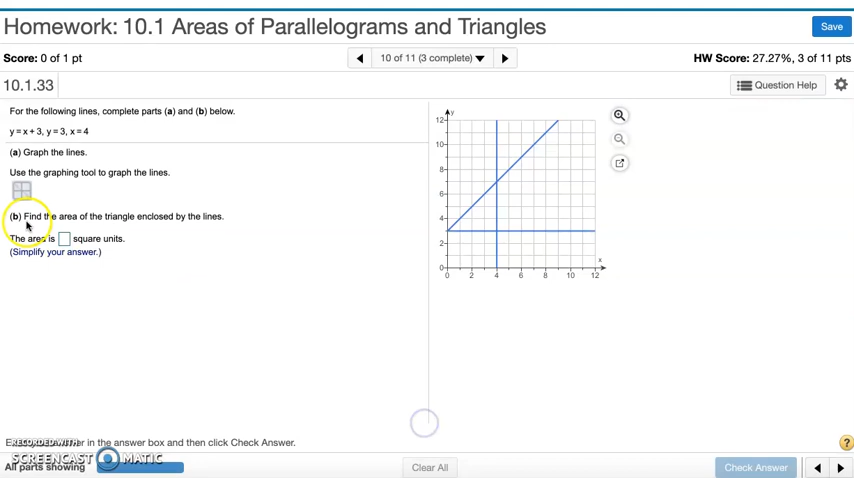 Homework: 10.1 Areas of Parallelograms and Triangles
Save
Score: 0 of 1 pt
10 of 11 (3 complete)
HW Score: 27.27%, 3 of 11 pts
10.1.33
Question Help
For the following lines, complete parts (a) and (b) below.
y = x + 3, y = 3, x = 4
(a) Graph the lines.
Use the graphing tool to graph the lines.
(b) Find the area of the triangle enclosed by the lines.
The area is square units.
(Simplify your answer.)
y
12
10
8
6
4
2
0
x
0 2 4 6 8 10 12
er in the answer box and then click Check Answer.
RECORDED WITH
SCREENCAST MATIC
All parts showing
Clear All
Check Answer
?